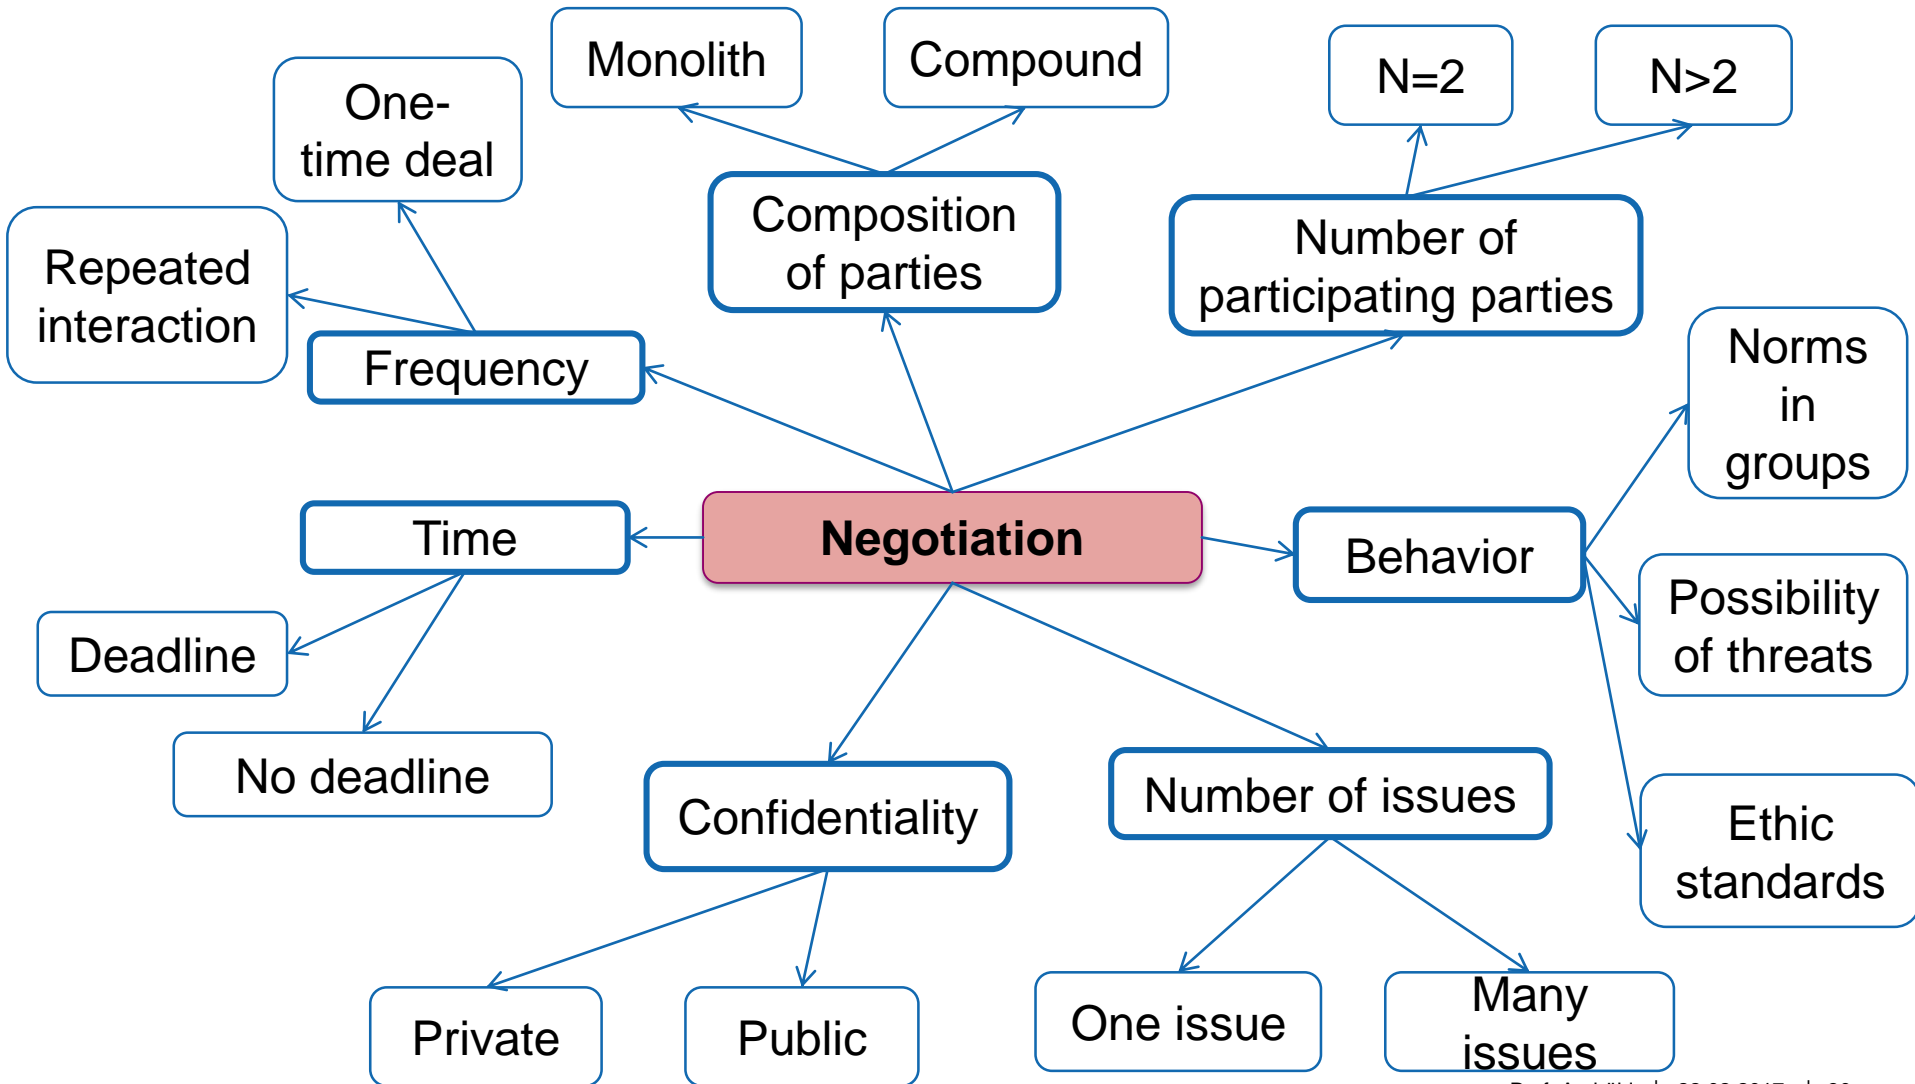 Monolith
Compound
N=2
N>2
One-
time deal
Composition
of parties
Number of
participating parties
Repeated
interaction
Frequency
Norms
in
groups
Time
Negotiation
Behavior
Possibility
of threats
Deadline
No deadline
Confidentiality
Number of issues
Ethic
standards
Private
Public
One issue
Many
issues